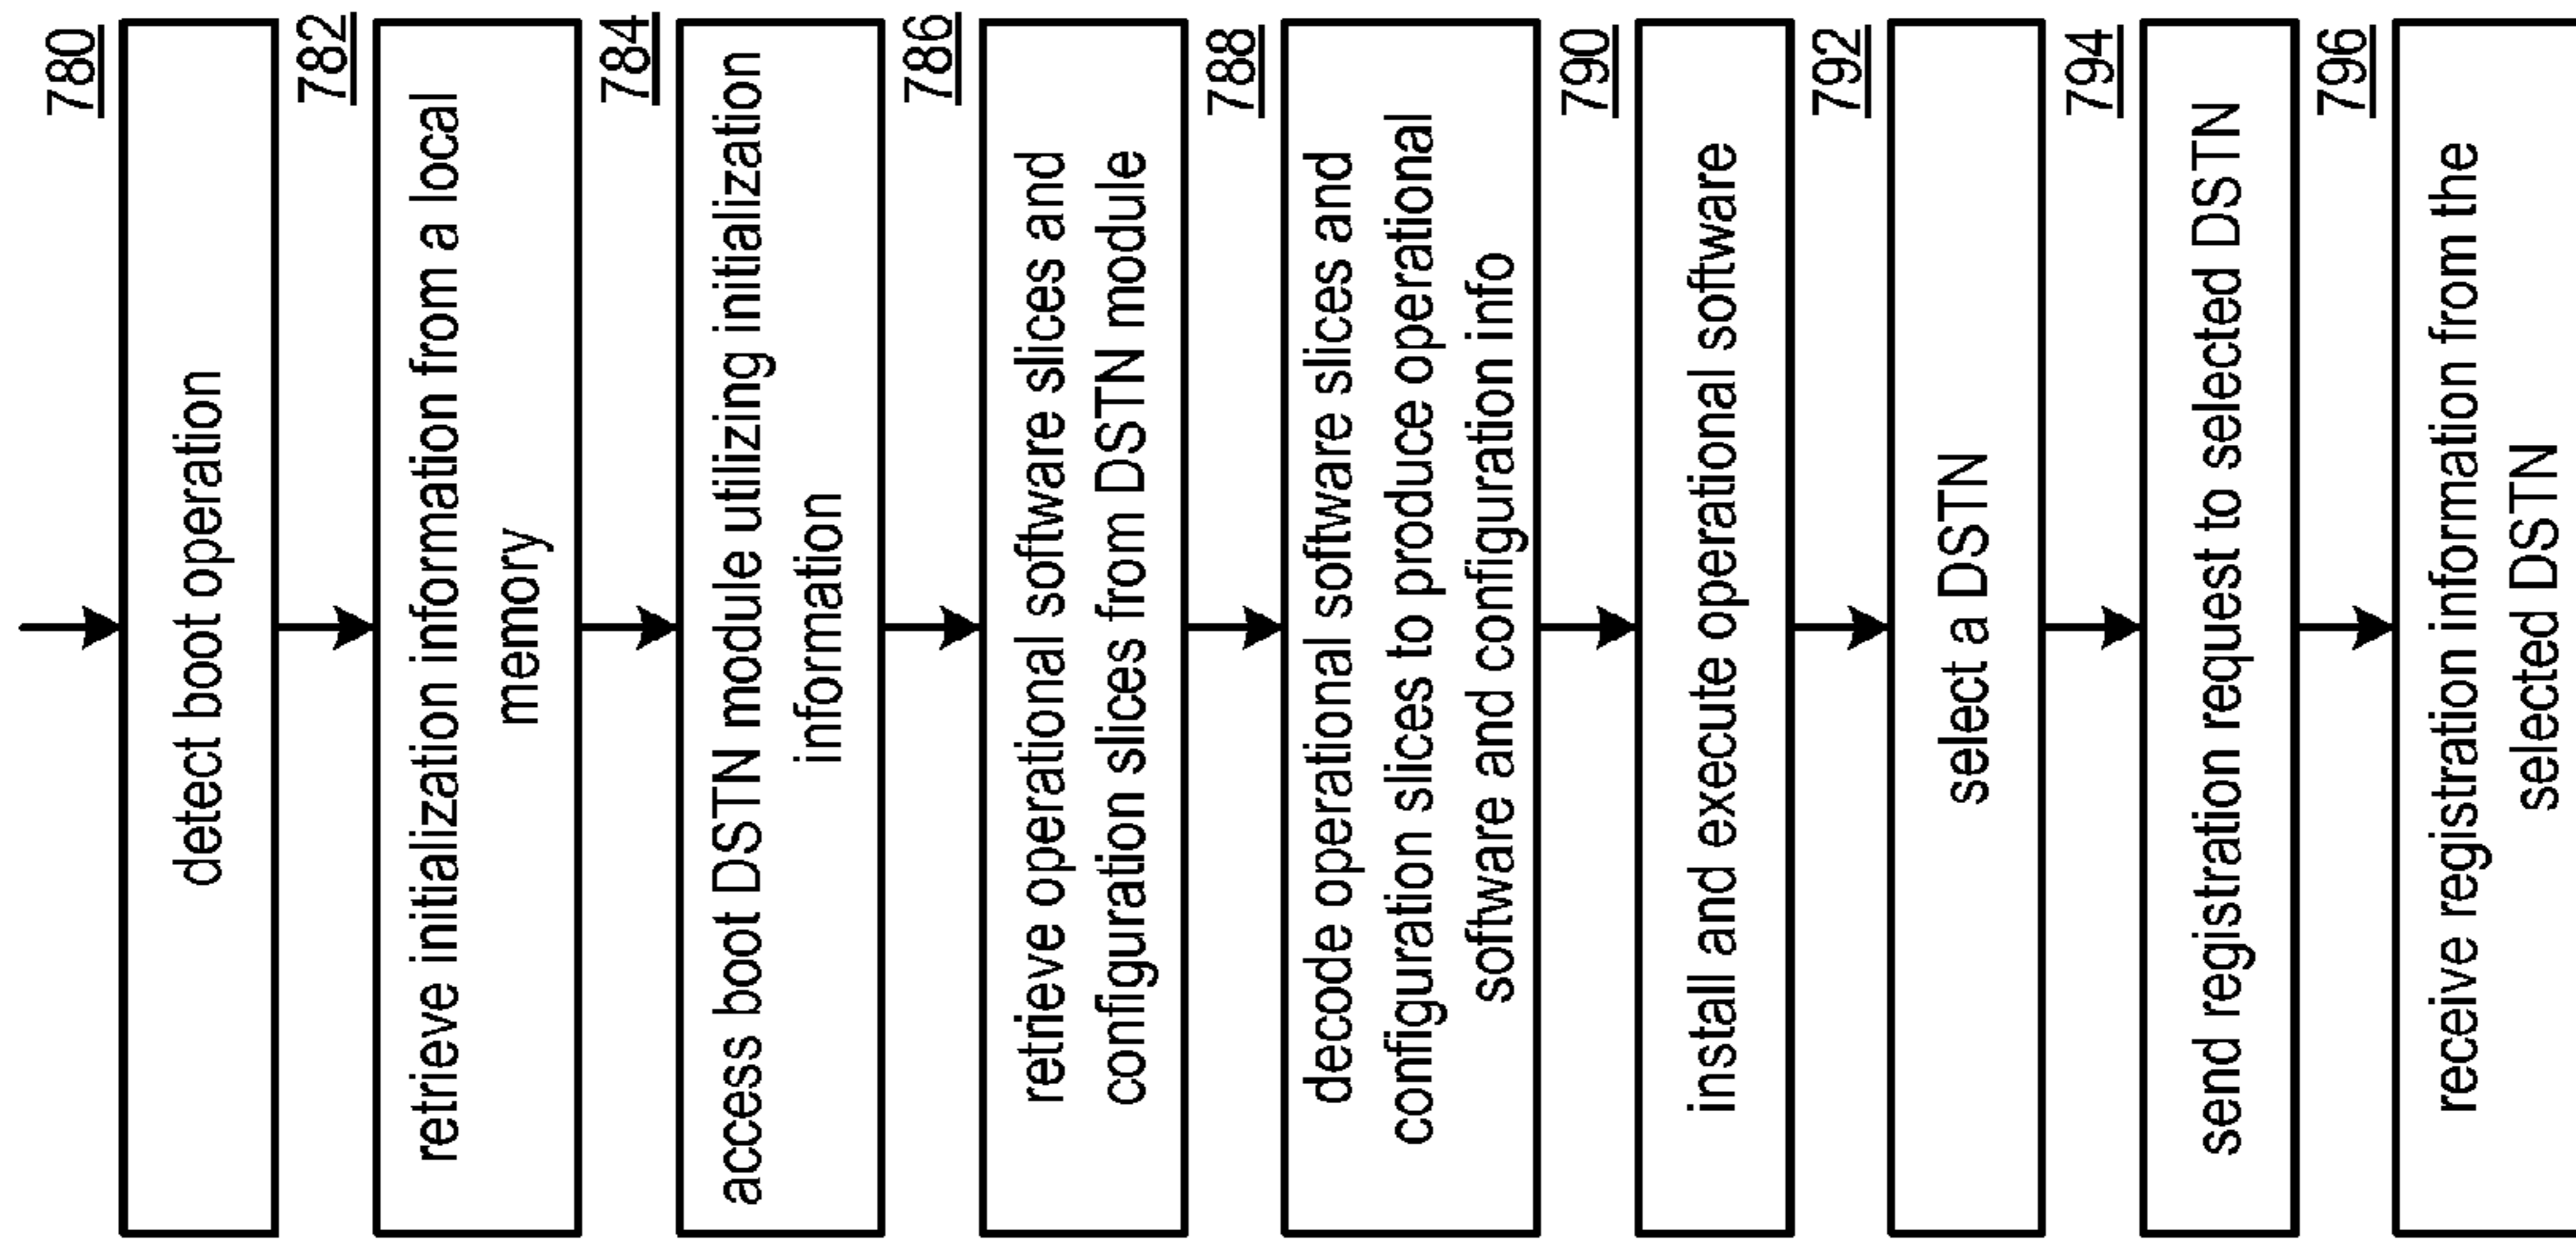 780
detect boot operation
782
retrieve initialization information from a local
memory
784
access boot DSTN module utilizing initialization
information
786
retrieve operational software slices and
configuration slices from DSTN module
788
decode operational software slices and
configuration slices to produce operational
software and configuration info
790
install and execute operational software
792
select a DSTN
794
send registration request to selected DSTN
796
receive registration information from the
selected DSTN